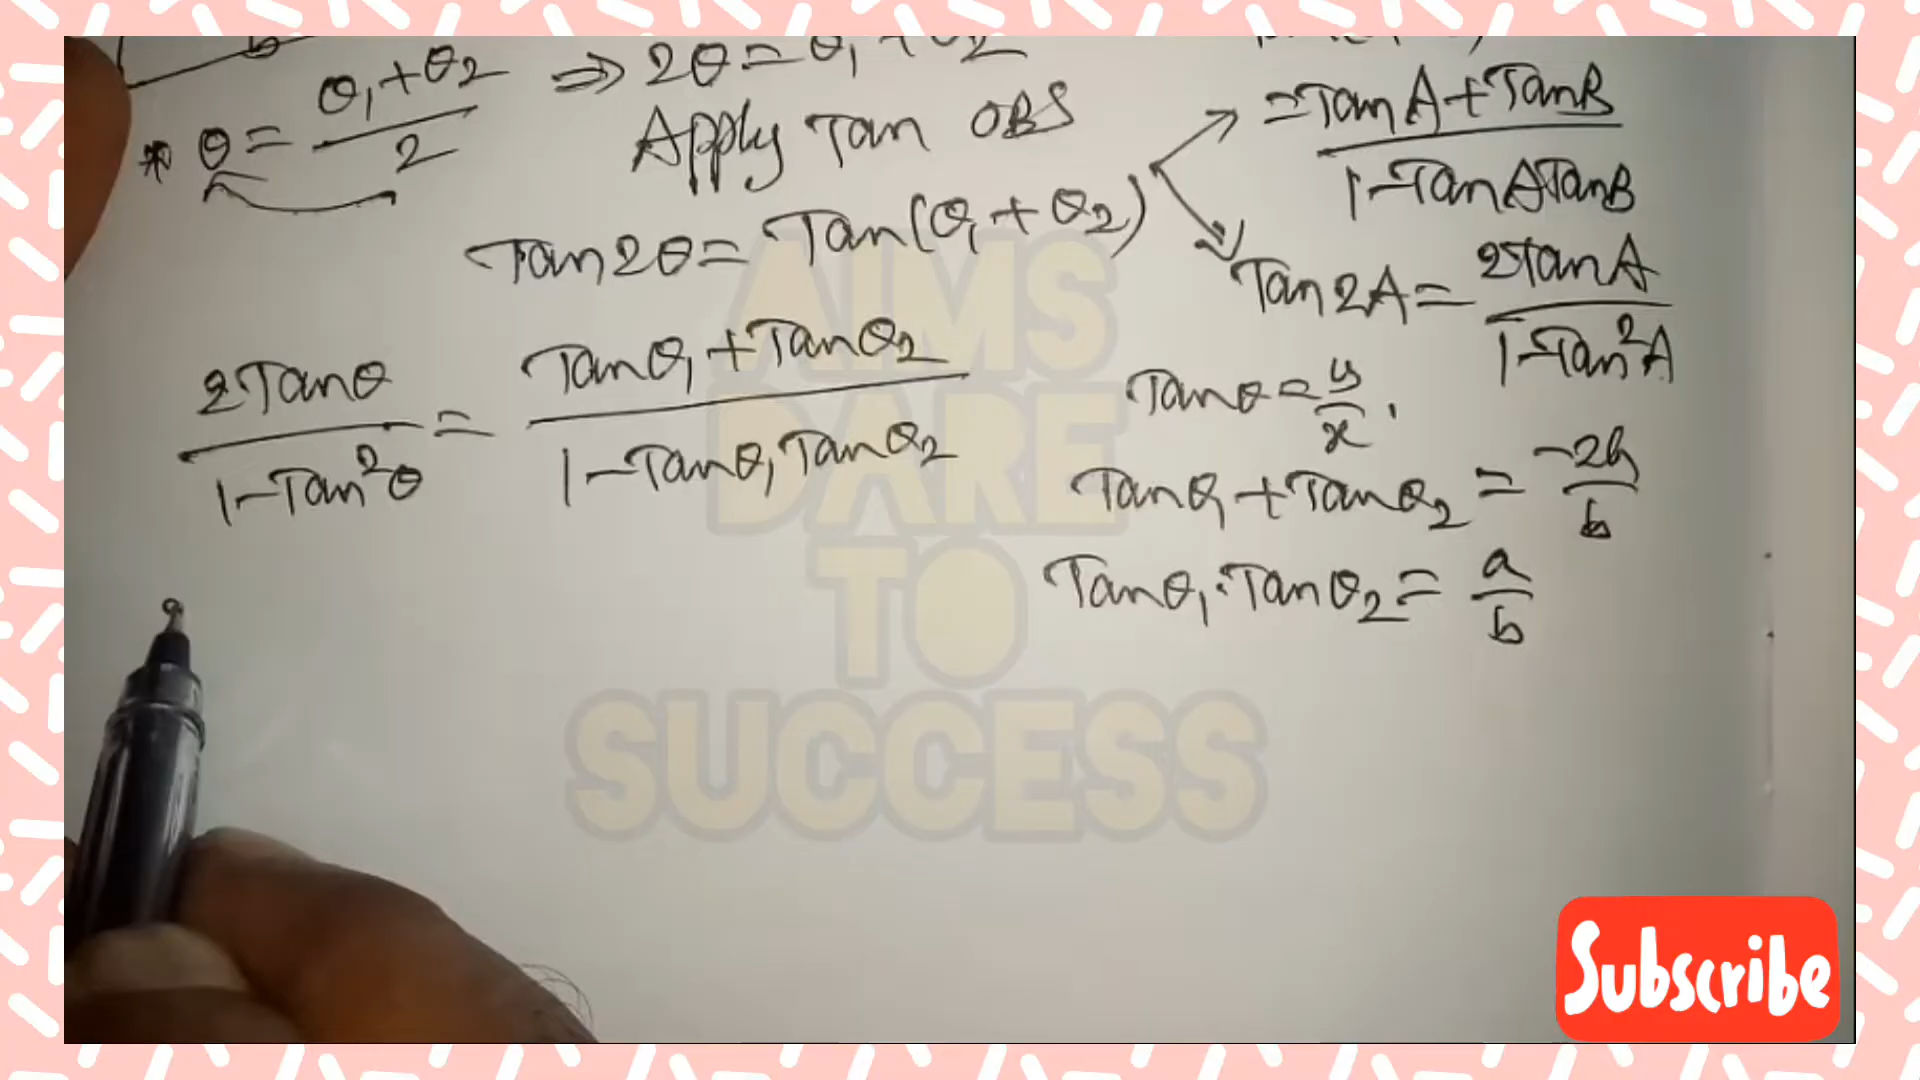 * θ = θ₁+θ₂/2 ⇒ 2θ = θ₁+θ₂
Apply Tan OBS
Tan2θ = Tan(θ₁+θ₂)
= TanA+TanB/1-TanATanB
Tan2A = 2TanA/1-Tan²A
2Tanθ/1-Tan²θ = Tanθ₁+Tanθ₂/1-Tanθ₁Tanθ₂
Tanθ = y/x.
Tanθ₁+Tanθ₂ = -2h/b
Tanθ₁.Tanθ₂ = a/b
AIMS
DARE
TO
SUCCESS
Subscribe